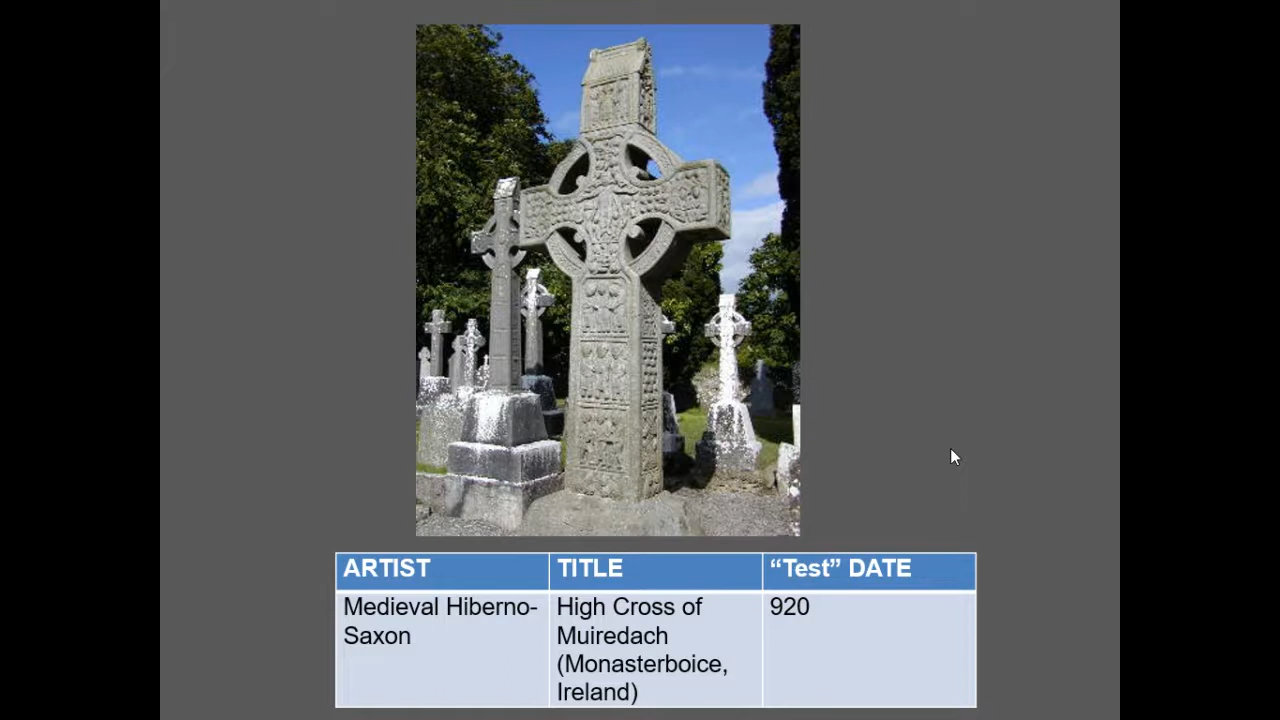 ARTIST TITLE “Test” DATE
Medieval Hiberno-
Saxon
High Cross of
Muiredach
(Monasterboice,
Ireland)
920